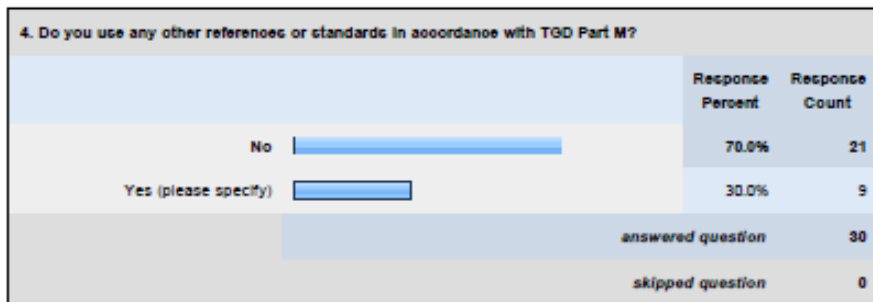 4. Do you use any other references or standards in accordance with TGD Part M?
Response Percent
Response Count
No 70.0% 21
Yes (please specify) 30.0% 9
answered question 30
skipped question 0